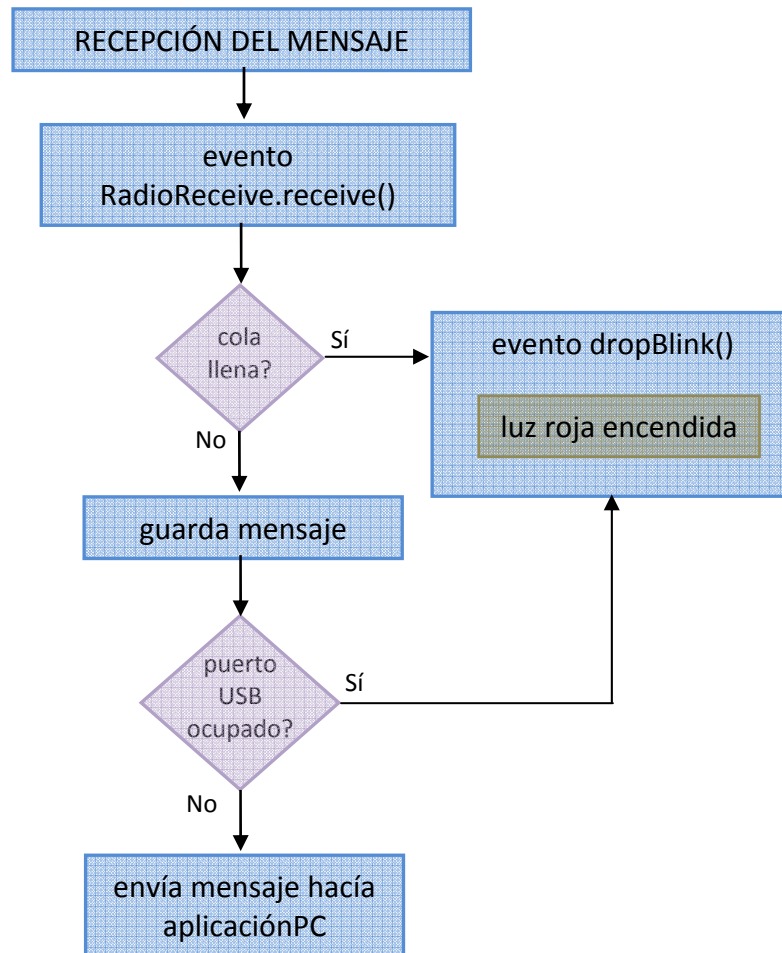 RECEPCIÓN DEL MENSAJE
evento
RadioReceive.receive()
cola
llena?
Sí
evento dropBlink()
luz roja encendida
No
guarda mensaje
puerto
USB
ocupado?
Sí
No
envía mensaje hacía
aplicaciónPC